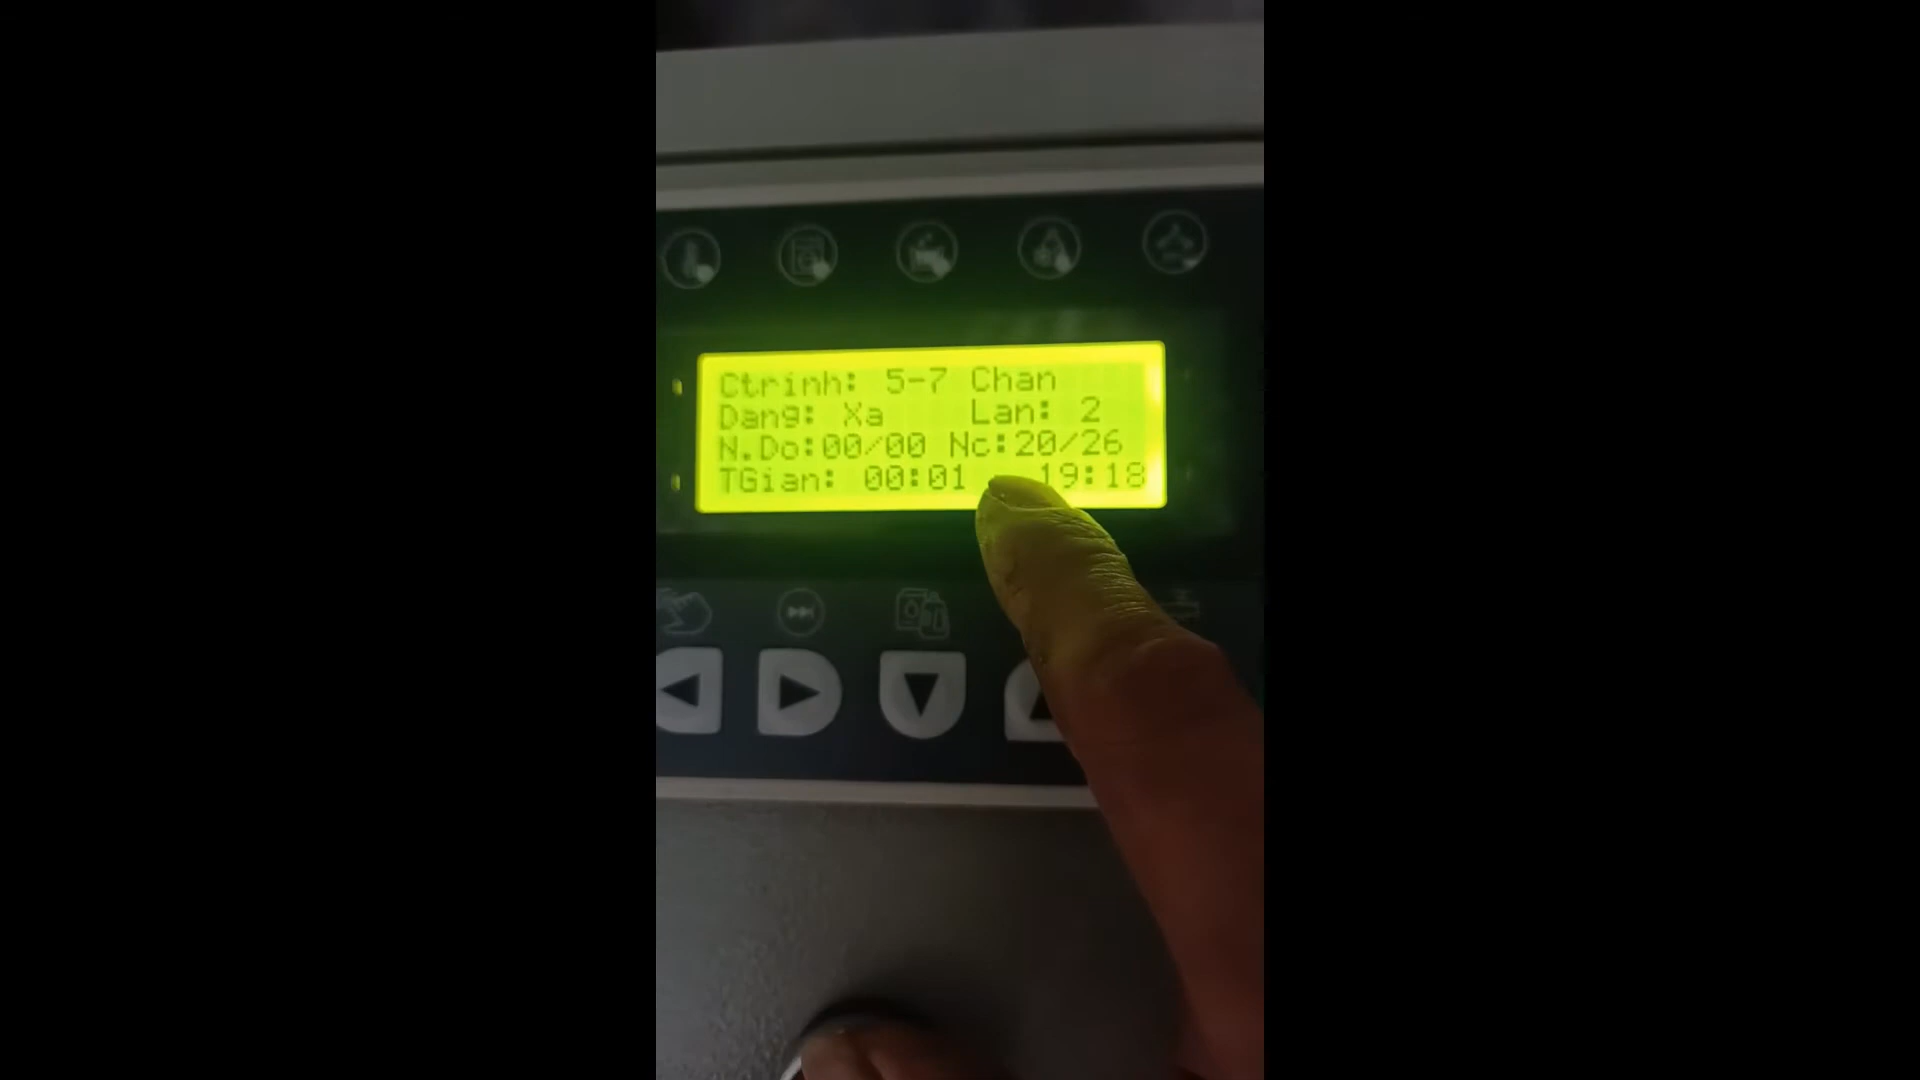 Ctrinh: 5-7 Chan
Dang: Xa Lan: 2
N.Do:00/00 Nc:20/26
TGian: 00:01 19:18